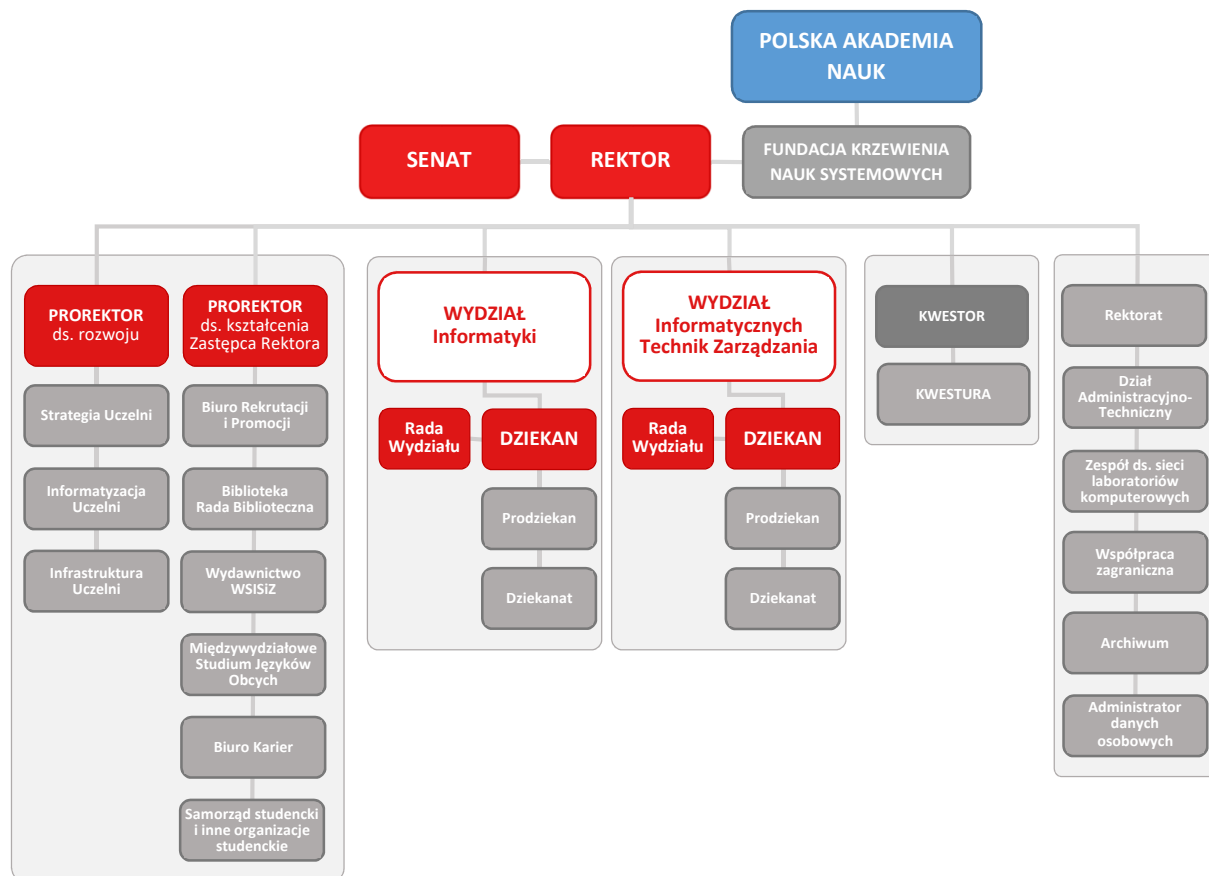 POLSKA AKADEMIA
NAUK
SENAT
REKTOR
FUNDACJA KRZEWIENIA
NAUK SYSTEMOWYCH
PROREKTOR
ds. rozwoju
Strategia Uczelni
Informatyzacja
Uczelni
Infrastruktura
Uczelni
PROREKTOR
ds. kształcenia
Zastępca Rektora
Biuro Rekrutacji
i Promocji
Biblioteka
Rada Biblioteczna
Wydawnictwo
WSISiZ
Międzywydziałowe
Studium Języków
Obcych
Biuro Karier
Samorząd studencki
i inne organizacje
studenckie
WYDZIAŁ
Informatyki
Rada
Wydziału
DZIEKAN
Prodziekan
Dziekanat
WYDZIAŁ
Informatycznych
Technik Zarządzania
Rada
Wydziału
DZIEKAN
Prodziekan
Dziekanat
KWESTOR
KWESTURA
Rektorat
Dział
Administracyjno-
Techniczny
Zespół ds. sieci
laboratoriów
komputerowych
Współpraca
zagraniczna
Archiwum
Administrator
danych
osobowych